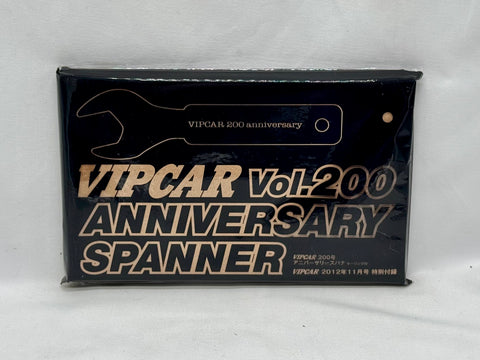 VIPCAR 200 anniversary
VIPCAR Vol.200
ANNIVERSARY
SPANNER
VIPCAR 200号
アニバーサリースパナ
VIPCAR 2012年11月号 特別付録